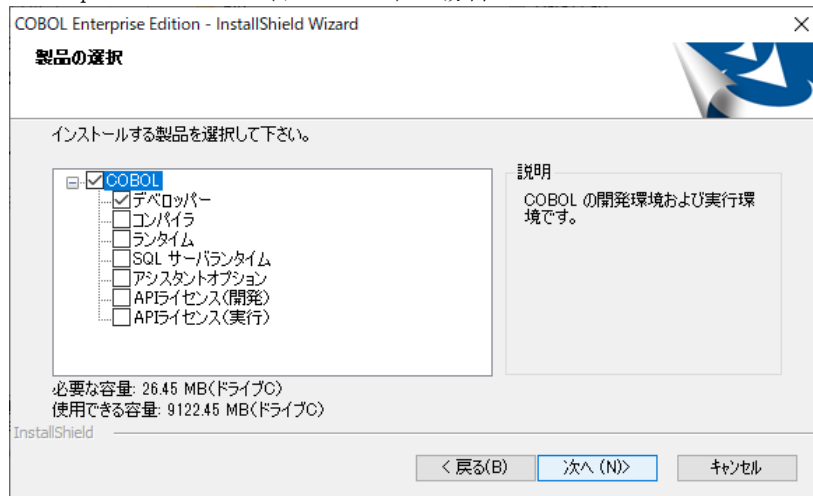 COBOL Enterprise Edition - InstallShield Wizard
製品の選択
インストールする製品を選択して下さい。
COBOL
デベロッパー
コンパイラ
ランタイム
SQL サーバランタイム
アシスタントオプション
APIライセンス(開発)
APIライセンス(実行)
説明
COBOL の開発環境および実行環
境です。
必要な容量: 26.45 MB(ドライブC)
使用できる容量: 9122.45 MB(ドライブC)
InstallShield
< 戻る(B)
次へ (N)>
キャンセル